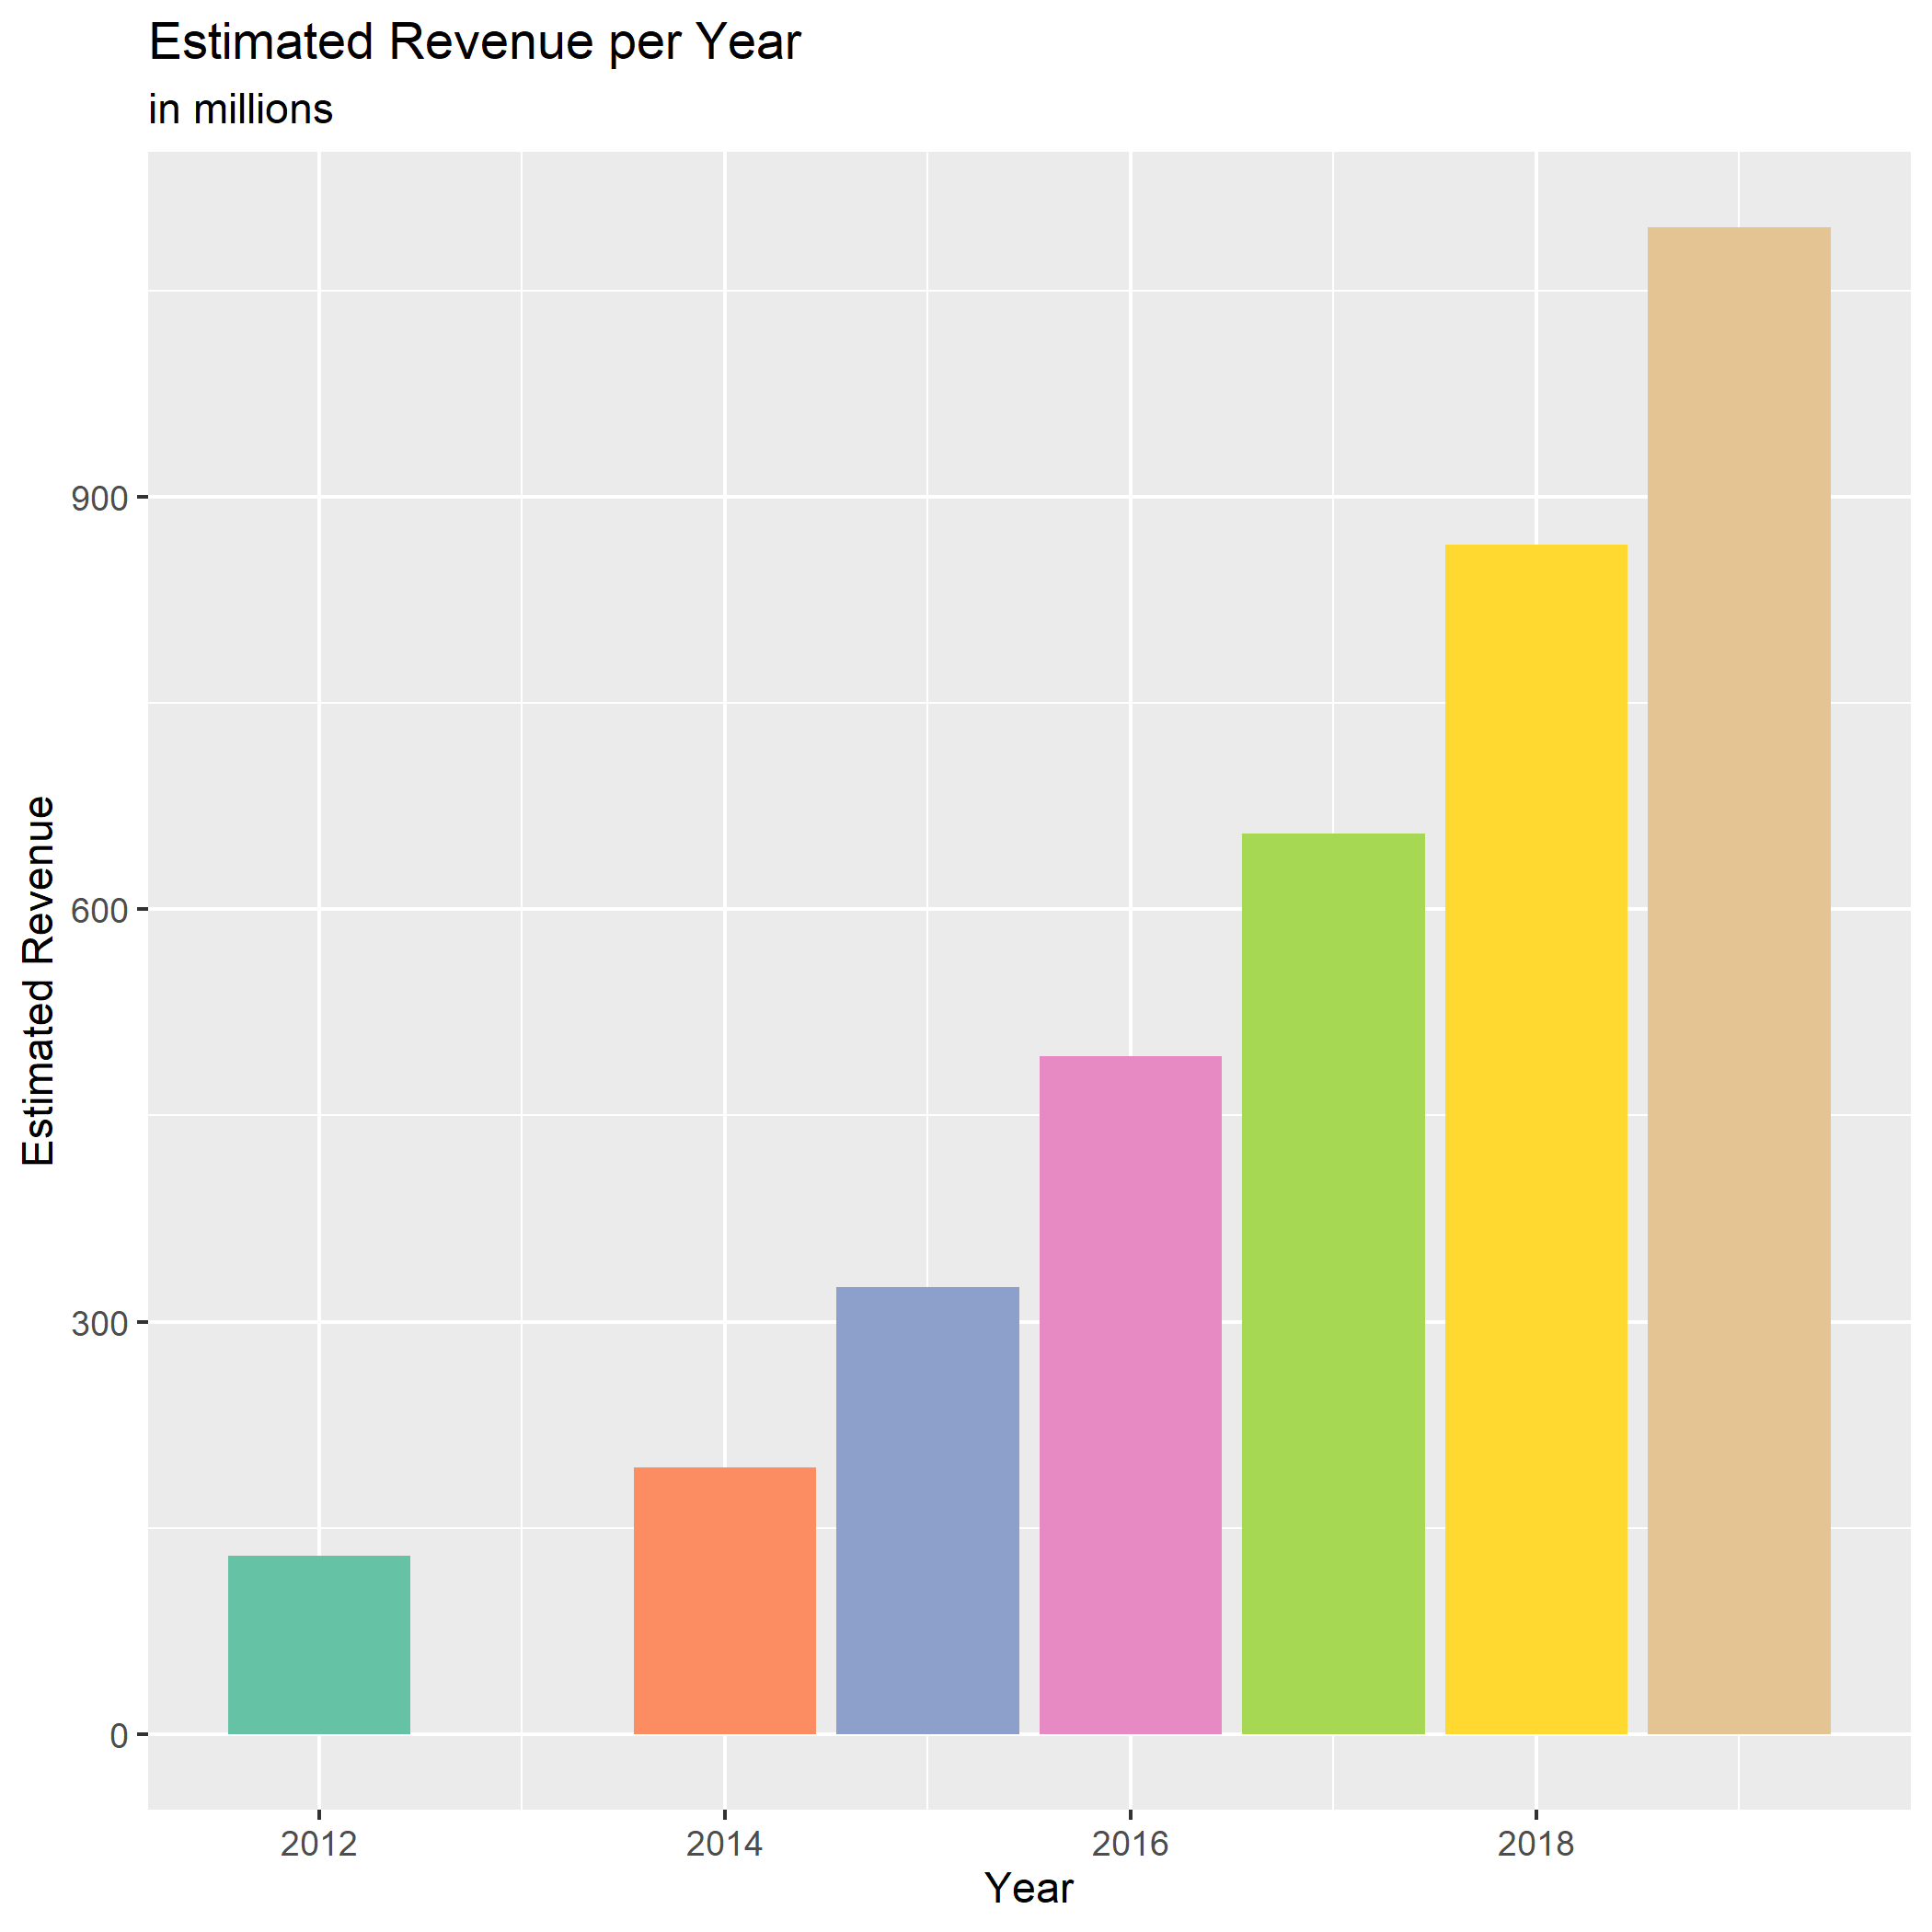 Estimated Revenue per Year
in millions
Estimated Revenue
900
600
300
0
2012 2014 2016 2018
Year